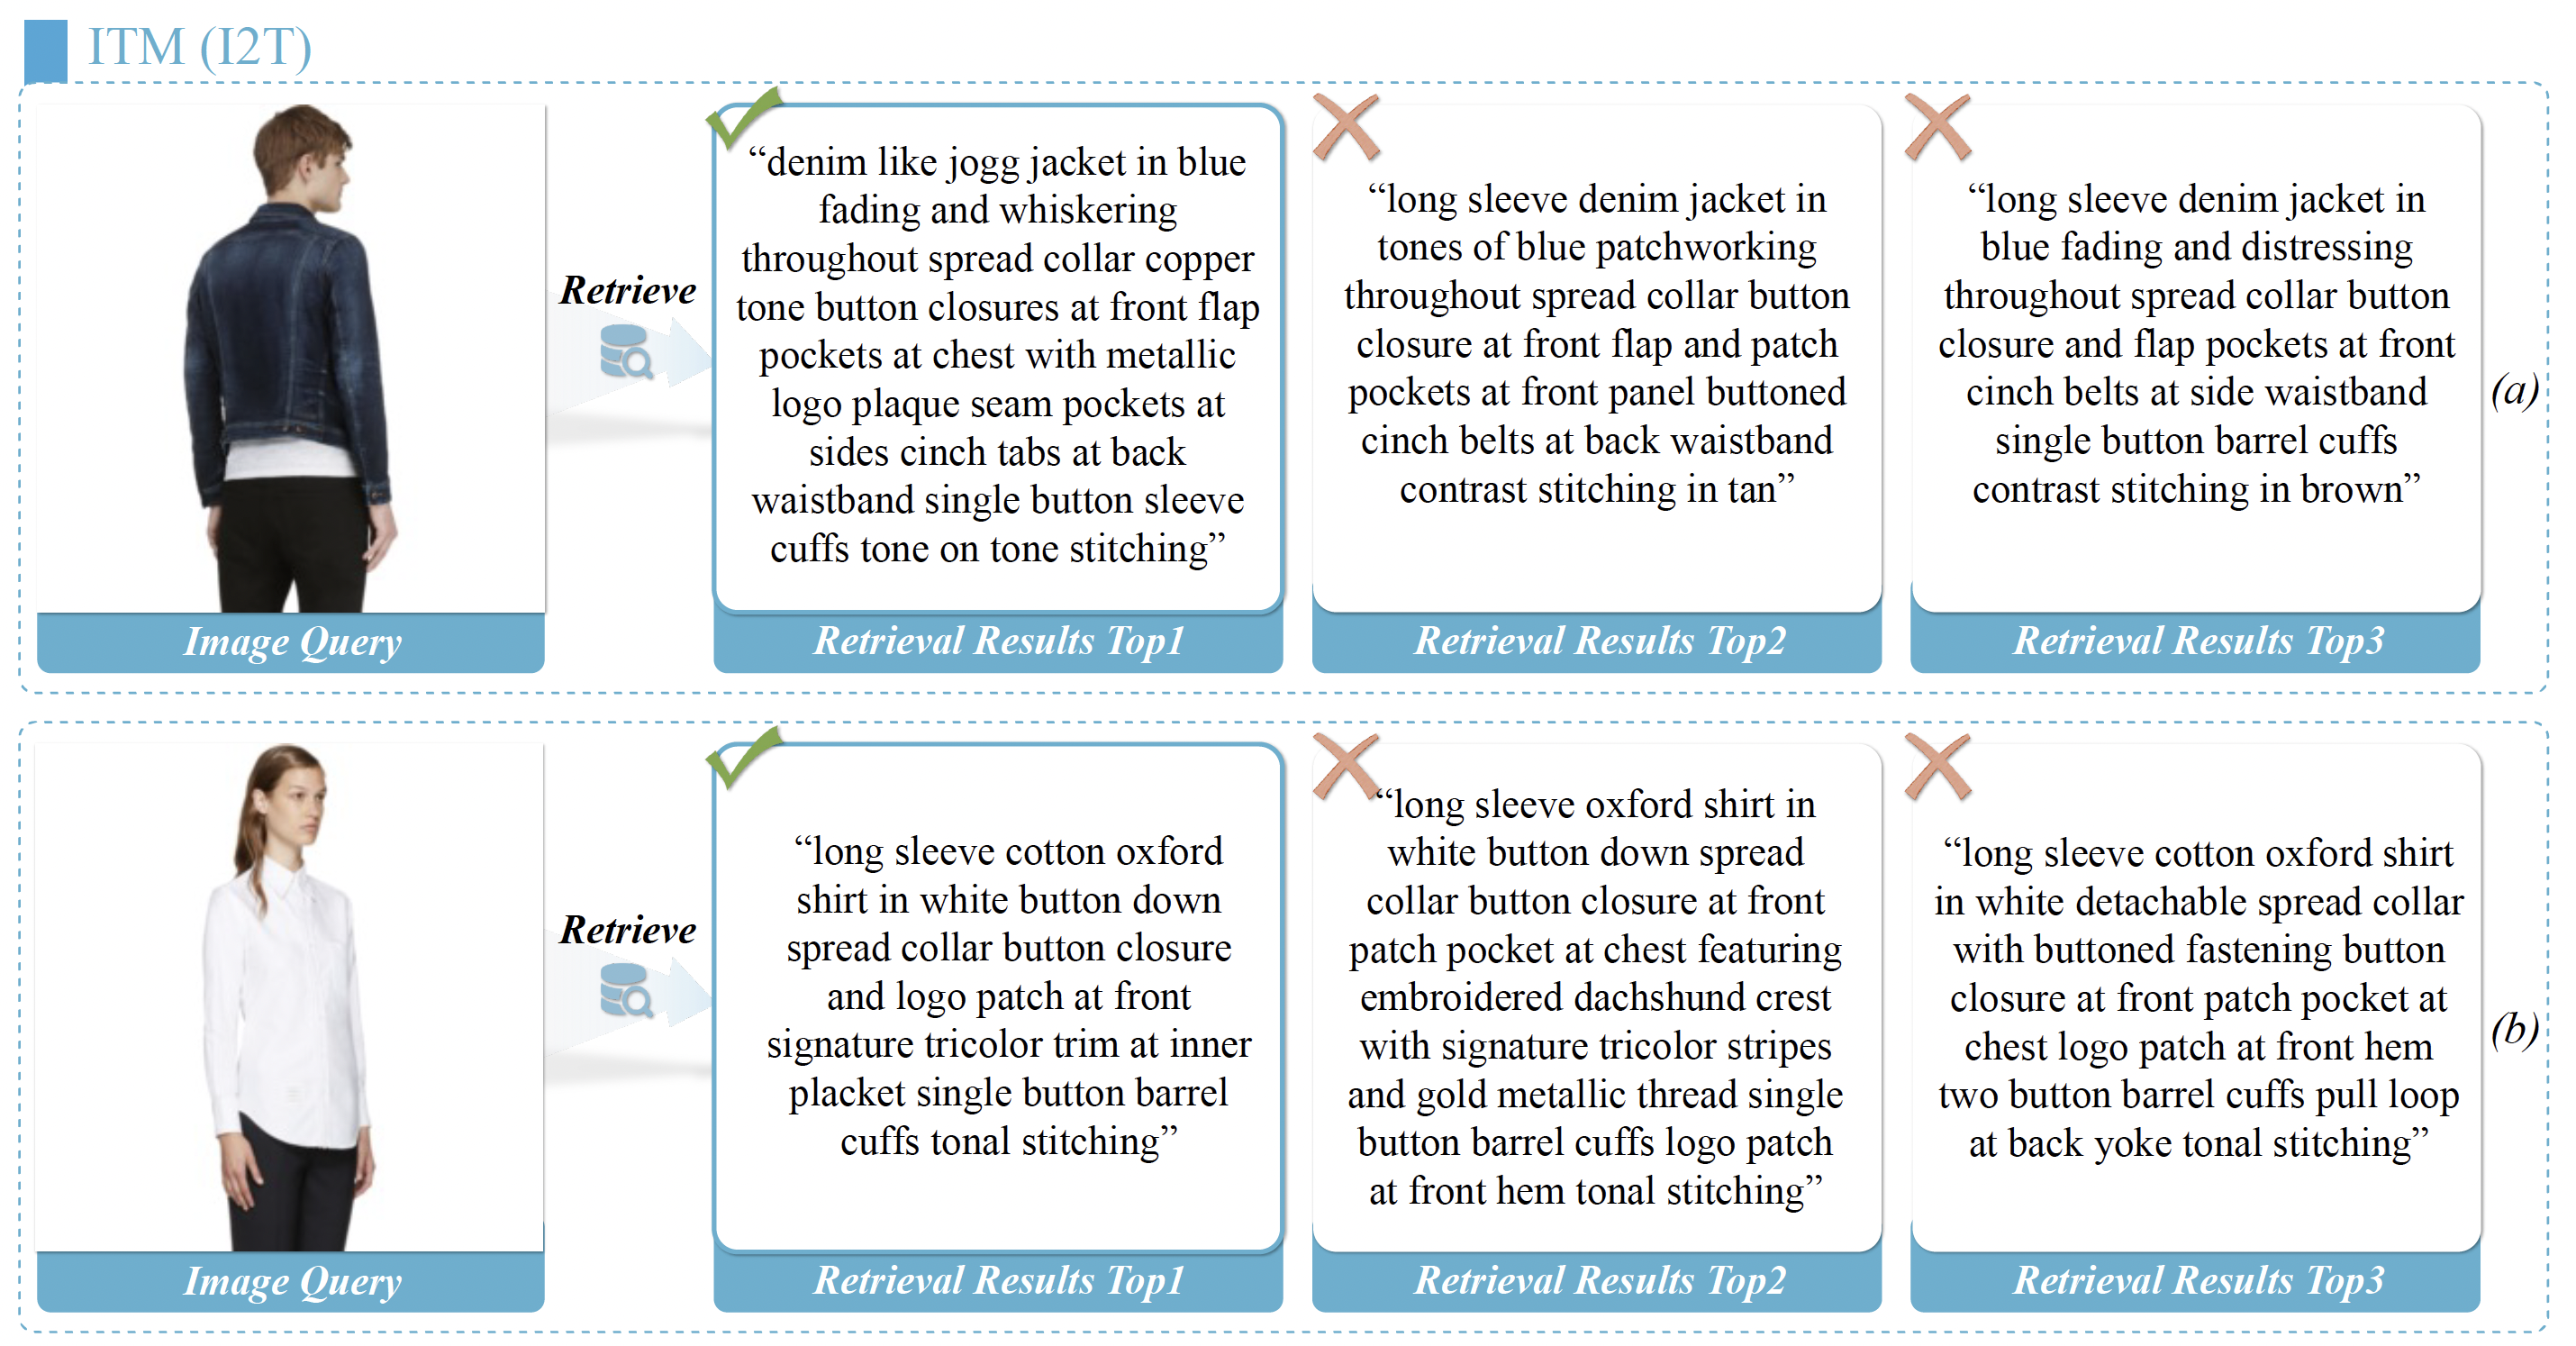 ITM (I2T)
Retrieve
“denim like jogg jacket in blue
fading and whiskering
throughout spread collar copper
tone button closures at front flap
pockets at chest with metallic
logo plaque seam pockets at
sides cinch tabs at back
waistband single button sleeve
cuffs tone on tone stitching”
“long sleeve denim jacket in
tones of blue patchworking
throughout spread collar button
closure at front flap and patch
pockets at front panel buttoned
cinch belts at back waistband
contrast stitching in tan”
“long sleeve denim jacket in
blue fading and distressing
throughout spread collar button
closure and flap pockets at front
cinch belts at side waistband
single button barrel cuffs
contrast stitching in brown”
(a)
Image Query
Retrieval Results Top1
Retrieval Results Top2
Retrieval Results Top3
Retrieve
“long sleeve cotton oxford
shirt in white button down
spread collar button closure
and logo patch at front
signature tricolor trim at inner
placket single button barrel
cuffs tonal stitching”
“long sleeve oxford shirt in
white button down spread
collar button closure at front
patch pocket at chest featuring
embroidered dachshund crest
with signature tricolor stripes
and gold metallic thread single
button barrel cuffs logo patch
at front hem tonal stitching”
“long sleeve cotton oxford shirt
in white detachable spread collar
with buttoned fastening button
closure at front patch pocket at
chest logo patch at front hem
two button barrel cuffs pull loop
at back yoke tonal stitching”
(b)
Image Query
Retrieval Results Top1
Retrieval Results Top2
Retrieval Results Top3